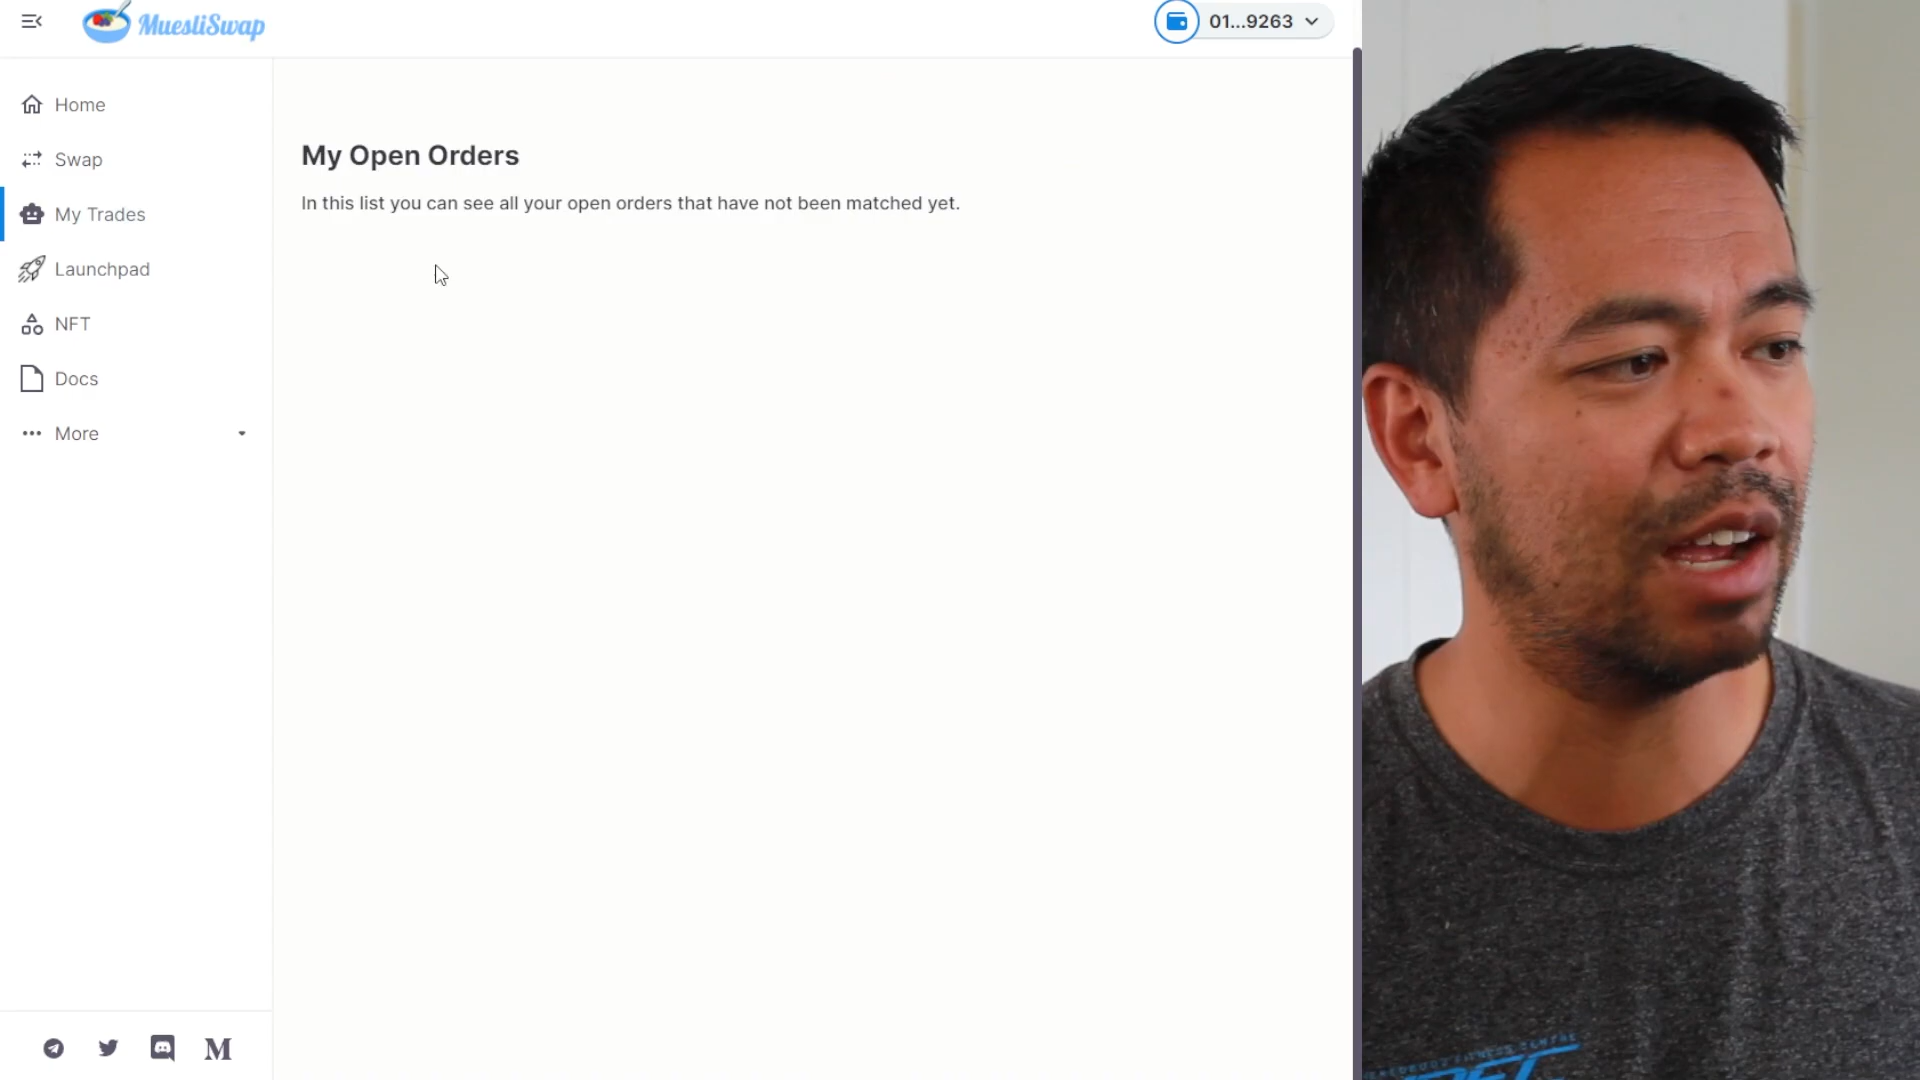 MuesliSwap
01...9263
Home
Swap
My Trades
Launchpad
NFT
Docs
More
My Open Orders
In this list you can see all your open orders that have not been matched yet.